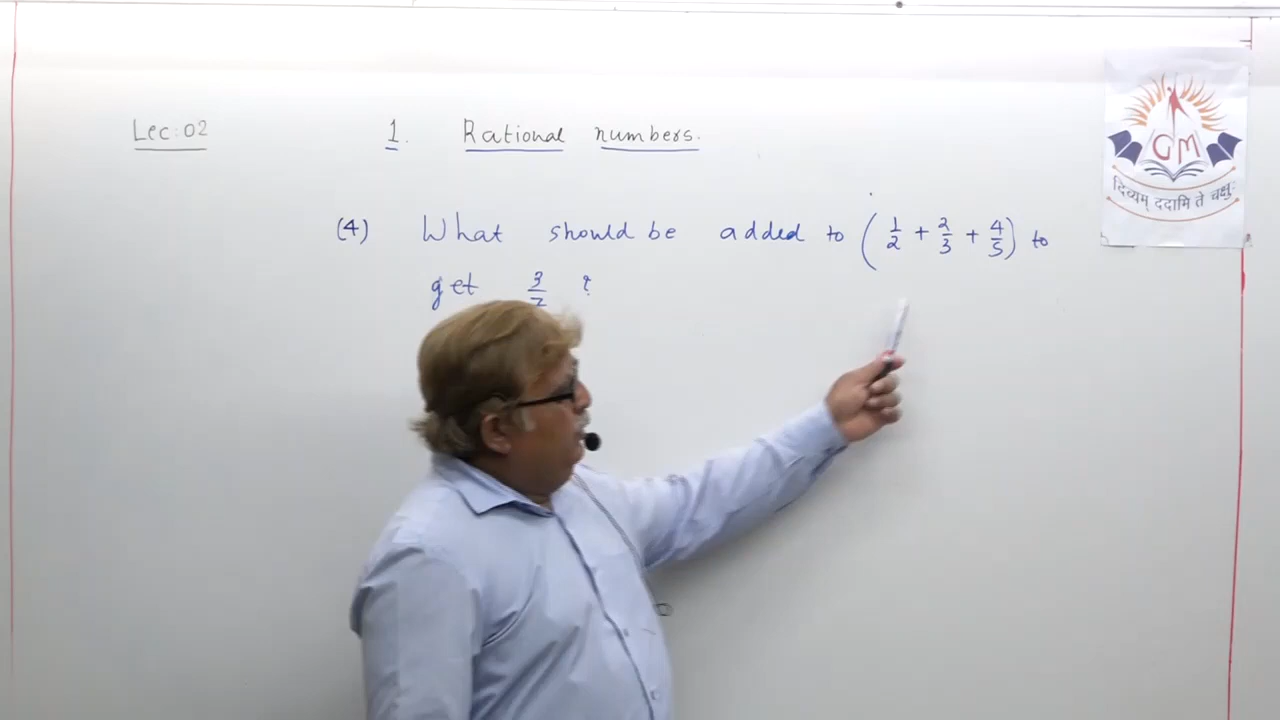 Lec: 02
1. Rational numbers.
(4) What should be added to (1/2 + 2/3 + 4/5) to
get 3/ ?
GM
दिव्यम् ददामि ते चक्षुः